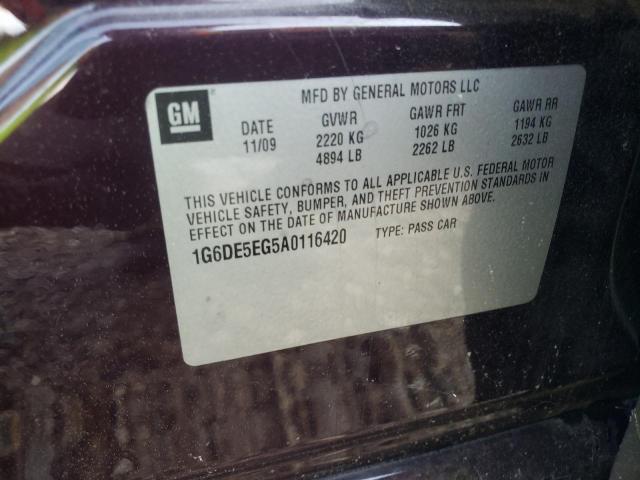 GM
MFD BY GENERAL MOTORS LLC
DATE GVWR GAWR FRT GAWR RR
11/09 2220 KG 1026 KG 1194 KG
4894 LB 2262 LB 2632 LB
THIS VEHICLE CONFORMS TO ALL APPLICABLE U.S. FEDERAL MOTOR
VEHICLE SAFETY, BUMPER, AND THEFT PREVENTION STANDARDS IN
EFFECT ON THE DATE OF MANUFACTURE SHOWN ABOVE.
1G6DE5EG5A0116420 TYPE: PASS CAR